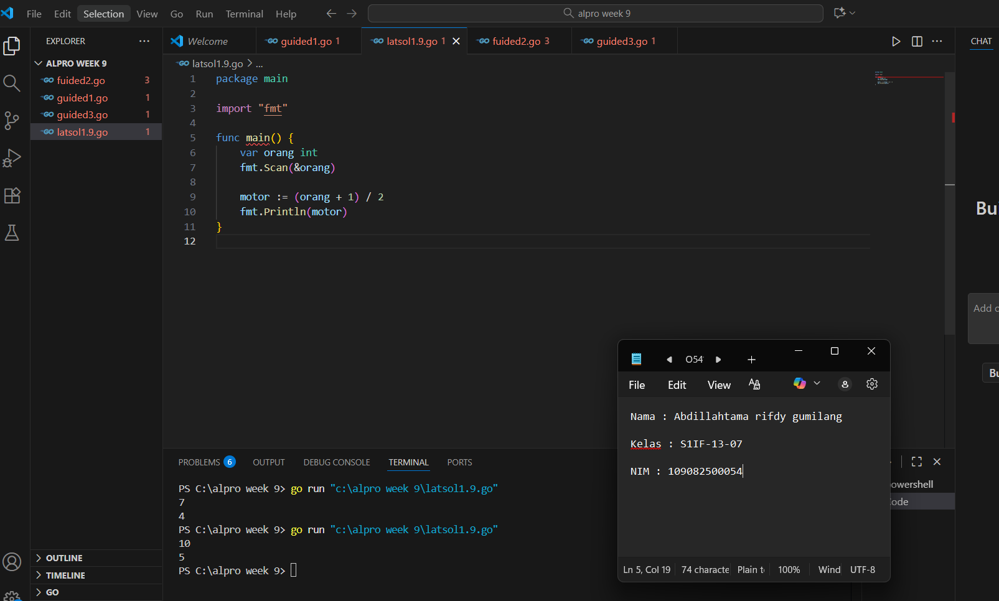 File Edit Selection View Go Run Terminal Help
alpro week 9
EXPLORER
ALPRO WEEK 9
fuided2.go 3
guided1.go 1
guided3.go 1
latsol1.9.go 1
OUTLINE
TIMELINE
GO
Welcome
guided1.go 1
latsol1.9.go 1
fuided2.go 3
guided3.go 1
latsol1.9.go > ...
1 package main
2
3 import "fmt"
4
5 func main() {
6 var orang int
7 fmt.Scan(&orang)
8
9 motor := (orang + 1) / 2
10 fmt.Println(motor)
11 }
12
PROBLEMS 6 OUTPUT DEBUG CONSOLE TERMINAL PORTS
PS C:\alpro week 9> go run "c:\alpro week 9\latsol1.9.go"
7
4
PS C:\alpro week 9> go run "c:\alpro week 9\latsol1.9.go"
10
5
PS C:\alpro week 9>
owershell
ode
CHAT
Bui
Add c
Bu
O54
File Edit View
Nama : Abdillahtama rifdy gumilang
Kelas : S1IF-13-07
NIM : 109082500054
Ln 5, Col 19 74 characte Plain t 100% Wind UTF-8